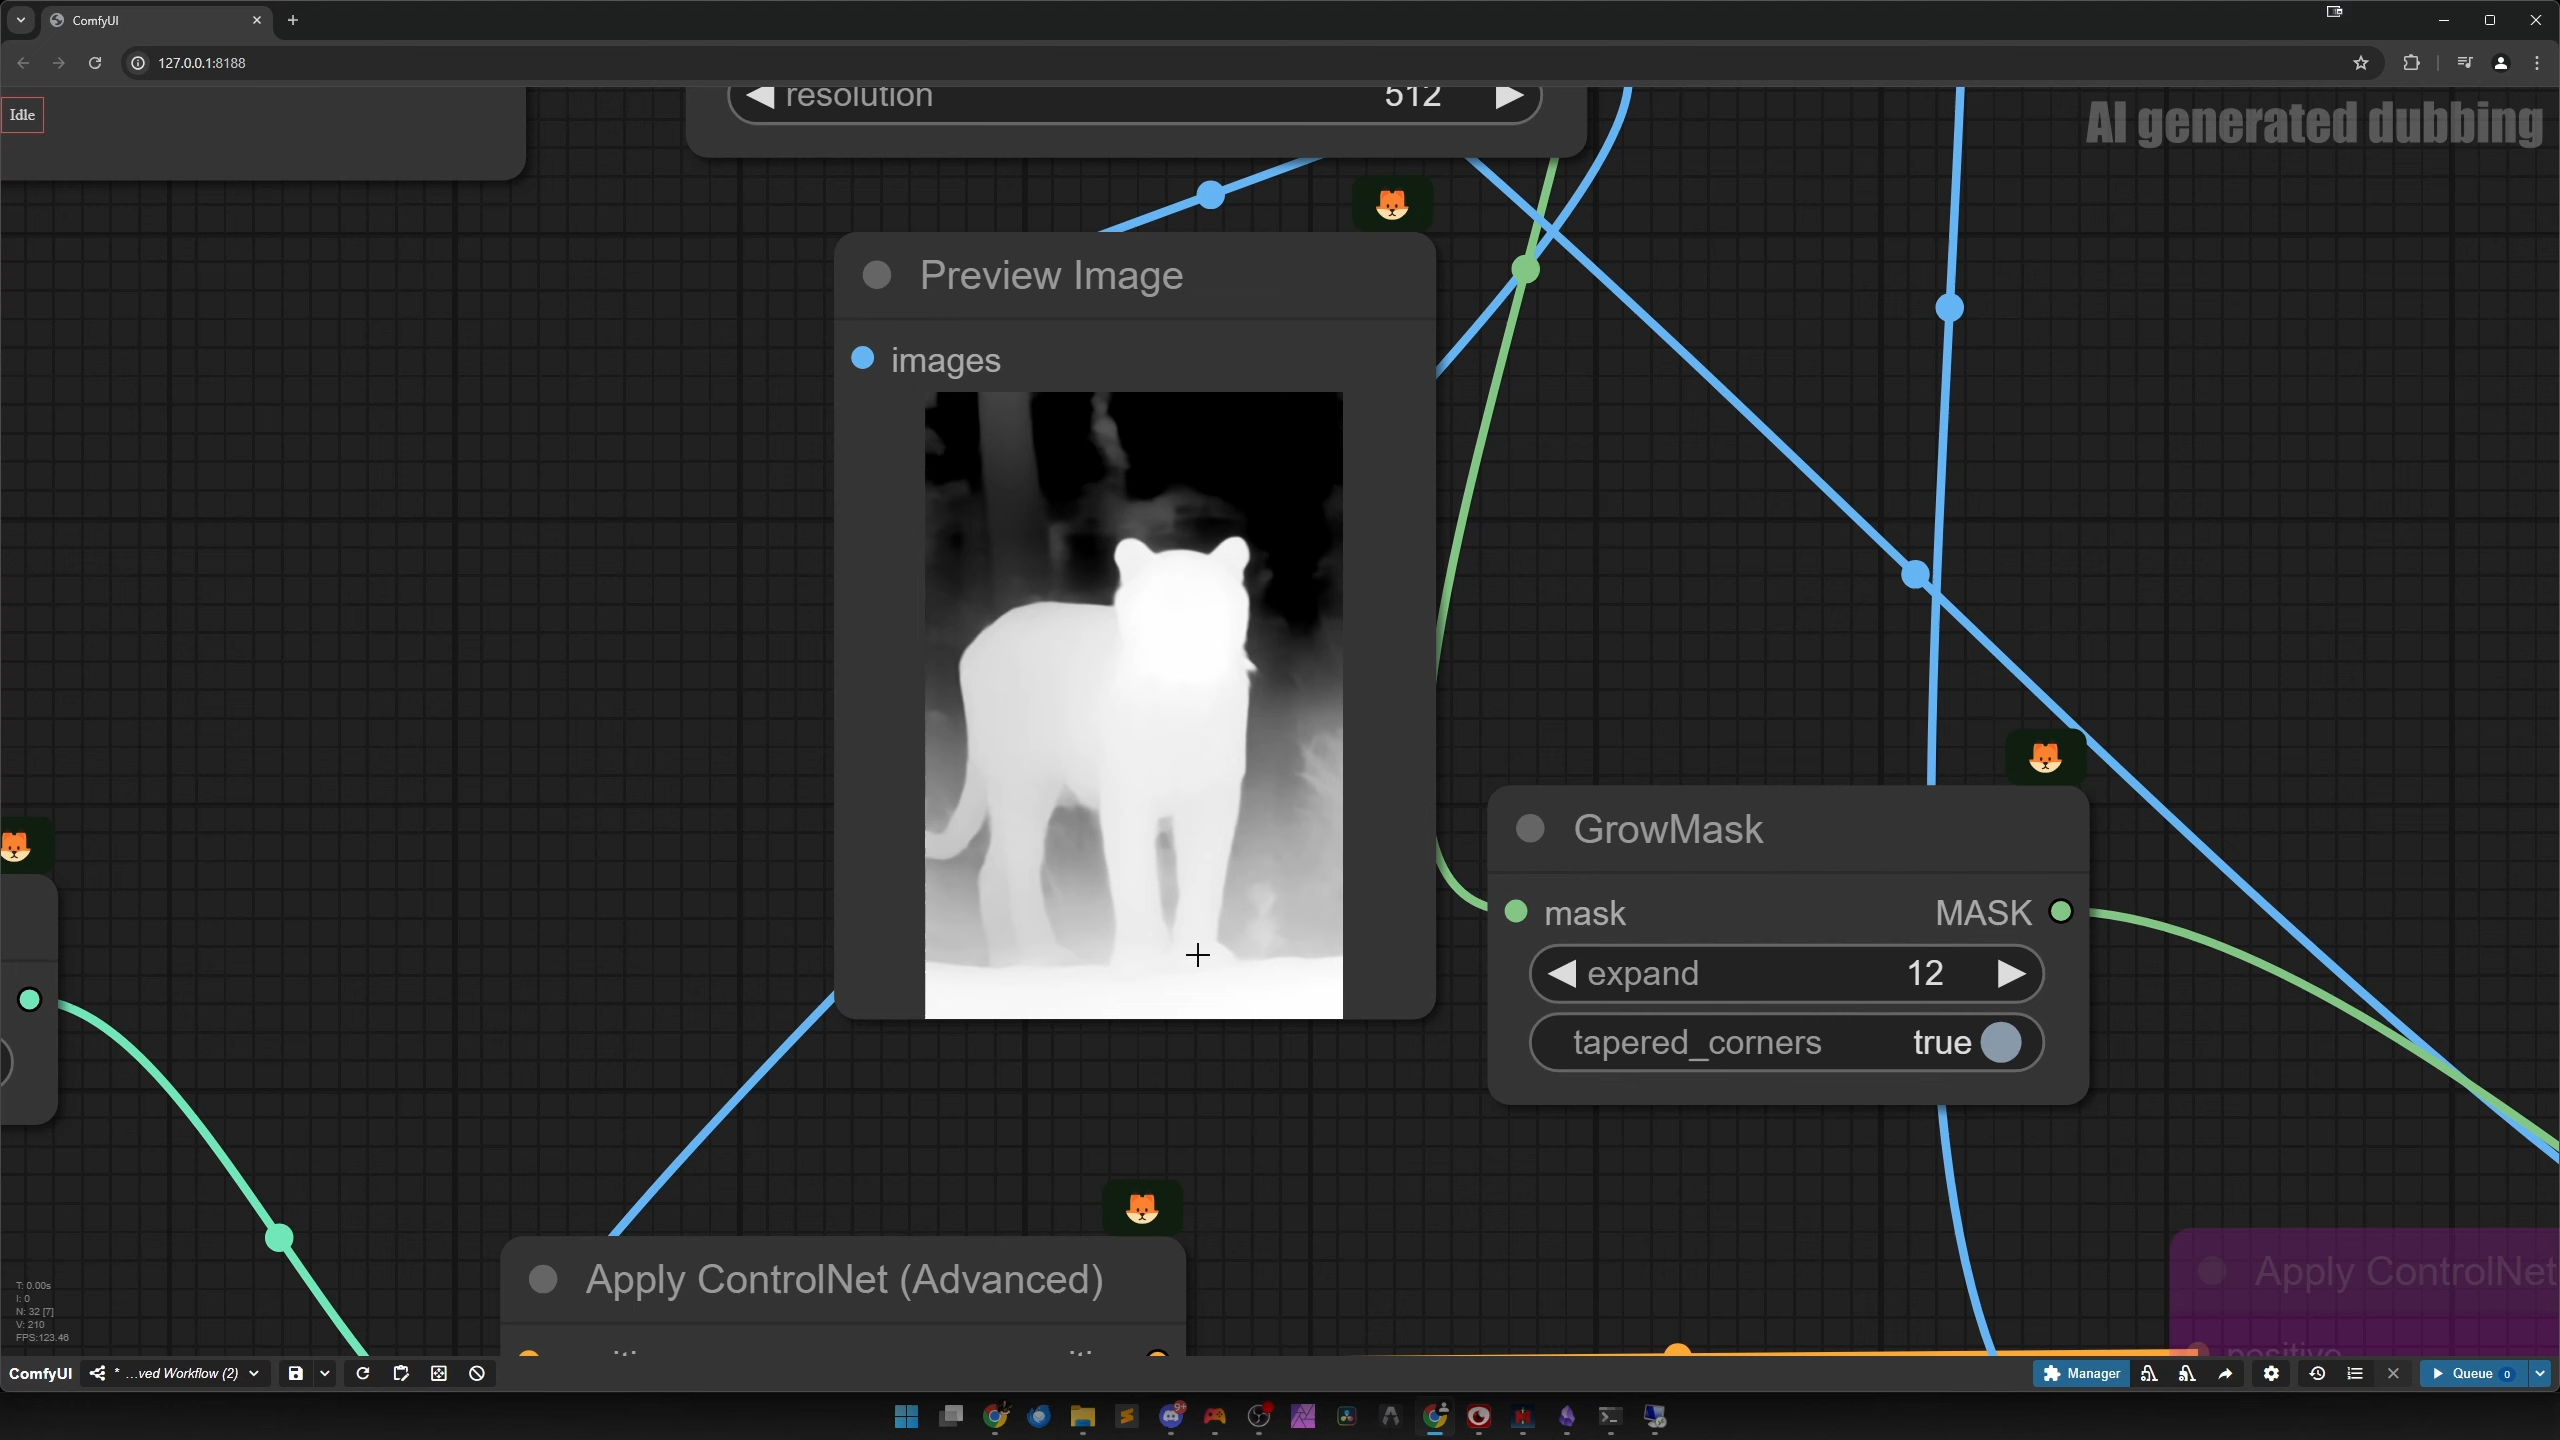 ComfyUI
127.0.0.1:8188
Idle
resolution 512
AI generated dubbing
Preview Image
images
GrowMask
mask MASK
expand 12
tapered_corners true
Apply ControlNet (Advanced)
Apply ControlNet
positive
T: 0.00s
I: 0
N: 32 [7]
V: 210
FPS:123.46
ComfyUI * …ved Workflow (2) Manager Queue 0
9+